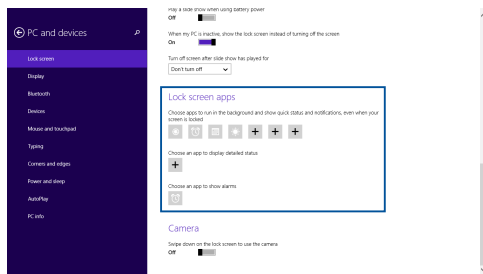 PC and devices
Lock screen
Display
Bluetooth
Devices
Mouse and touchpad
Typing
Corners and edges
Power and sleep
AutoPlay
PC info
Play a slide show when using battery power
Off
When my PC is inactive, show the lock screen instead of turning off the screen
On
Turn off screen after slide show has played for
Don't turn off
Lock screen apps
Choose apps to run in the background and show quick status and notifications, even when your
screen is locked
Choose an app to display detailed status
Choose an app to show alarms
Camera
Swipe down on the lock screen to use the camera
Off